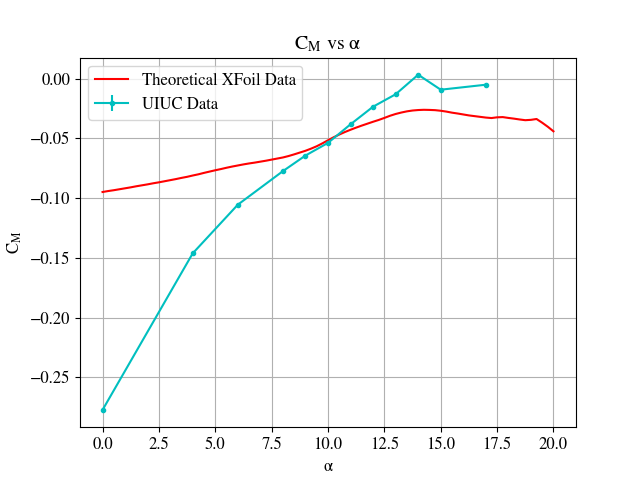 C_M vs α
Theoretical XFoil Data
UIUC Data
0.00
−0.05
−0.10
−0.15
−0.20
−0.25
C_M
0.0 2.5 5.0 7.5 10.0 12.5 15.0 17.5 20.0
α